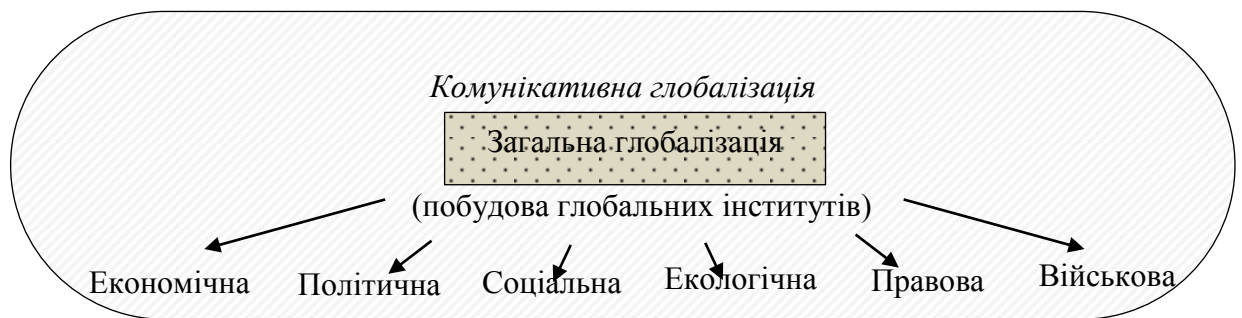 Комунікативна глобалізація
Загальна глобалізація
(побудова глобальних інститутів)
Економічна Політична Соціальна Екологічна Правова Військова